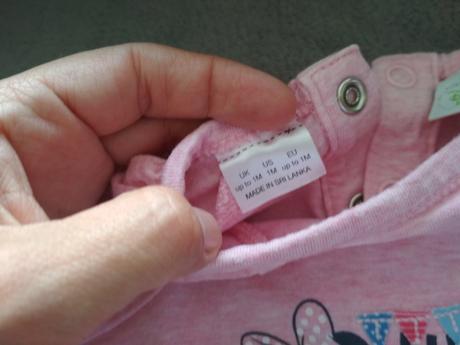 UK US EU
up to 1M 1M up to 1M
MADE IN SRI LANKA